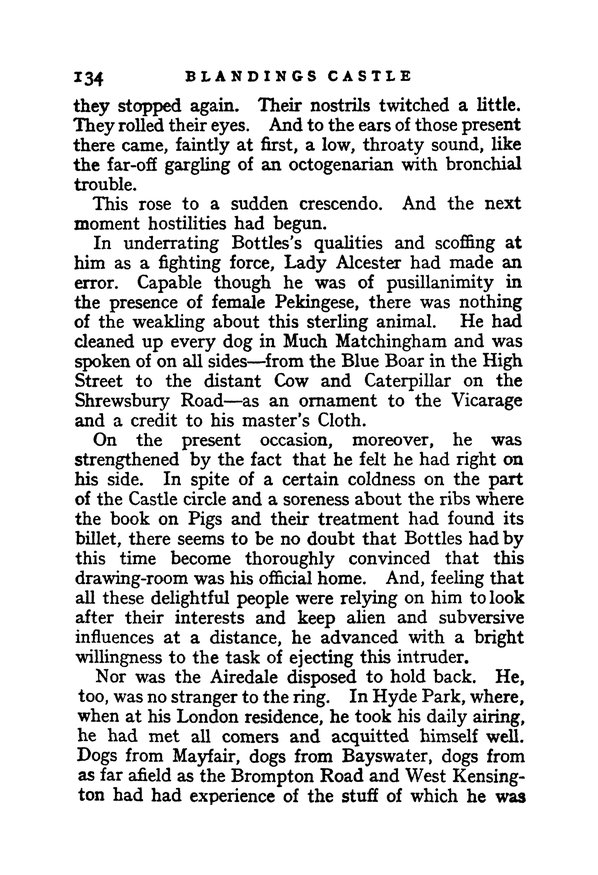 134 BLANDINGS CASTLE
they stopped again. Their nostrils twitched a little.
They rolled their eyes. And to the ears of those present
there came, faintly at first, a low, throaty sound, like
the far-off gargling of an octogenarian with bronchial
trouble.
This rose to a sudden crescendo. And the next
moment hostilities had begun.
In underrating Bottles's qualities and scoffing at
him as a fighting force, Lady Alcester had made an
error. Capable though he was of pusillanimity in
the presence of female Pekingese, there was nothing
of the weakling about this sterling animal. He had
cleaned up every dog in Much Matchingham and was
spoken of on all sides—from the Blue Boar in the High
Street to the distant Cow and Caterpillar on the
Shrewsbury Road—as an ornament to the Vicarage
and a credit to his master's Cloth.
On the present occasion, moreover, he was
strengthened by the fact that he felt he had right on
his side. In spite of a certain coldness on the part
of the Castle circle and a soreness about the ribs where
the book on Pigs and their treatment had found its
billet, there seems to be no doubt that Bottles had by
this time become thoroughly convinced that this
drawing-room was his official home. And, feeling that
all these delightful people were relying on him to look
after their interests and keep alien and subversive
influences at a distance, he advanced with a bright
willingness to the task of ejecting this intruder.
Nor was the Airedale disposed to hold back. He,
too, was no stranger to the ring. In Hyde Park, where,
when at his London residence, he took his daily airing,
he had met all comers and acquitted himself well.
Dogs from Mayfair, dogs from Bayswater, dogs from
as far afield as the Brompton Road and West Kensing-
ton had had experience of the stuff of which he was